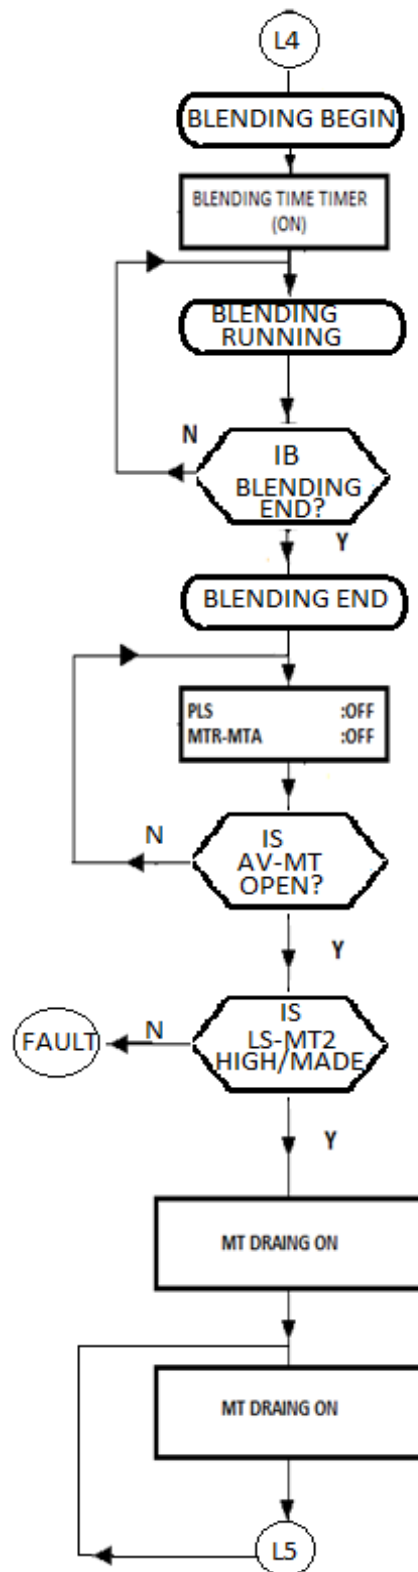 L4
BLENDING BEGIN
BLENDING TIME TIMER
(ON)
BLENDING
RUNNING
N
IB
BLENDING
END?
Y
BLENDING END
PLS :OFF
MTR-MTA :OFF
N
IS
AV-MT
OPEN?
Y
IS
LS-MT2
HIGH/MADE
N
FAULT
Y
MT DRAING ON
MT DRAING ON
L5